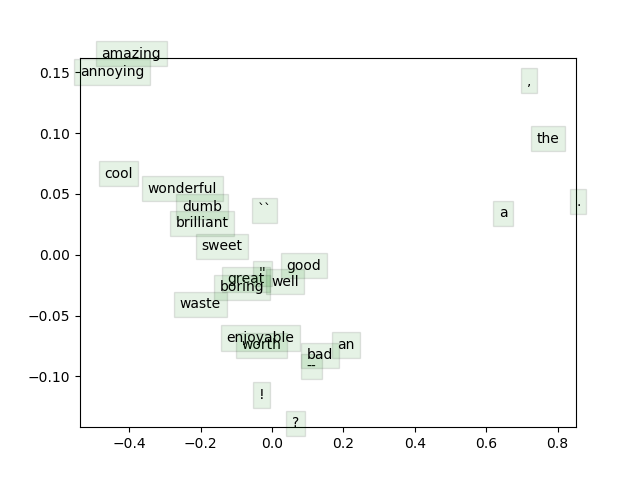 amazing
0.15
annoying
,
0.10
the
cool
0.05
wonderful
dumb
``
.
brilliant
a
0.00
sweet
''
good
great
well
boring
waste
−0.05
enjoyable
worth
an
bad
−0.10
--
!
?
−0.4
−0.2
0.0
0.2
0.4
0.6
0.8